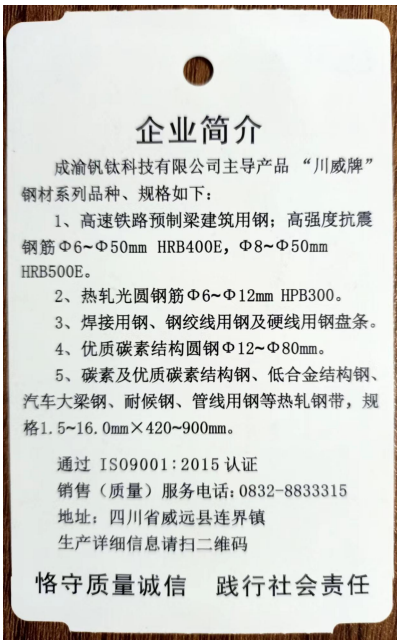 企业简介
成渝钒钛科技有限公司主导产品 “川威牌”
钢材系列品种、规格如下：
1、高速铁路预制梁建筑用钢；高强度抗震
钢筋Φ6~Φ50mm HRB400E，Φ8~Φ50mm
HRB500E。
2、热轧光圆钢筋Φ6~Φ12mm HPB300。
3、焊接用钢、钢绞线用钢及硬线用钢盘条。
4、优质碳素结构圆钢Φ12~Φ80mm。
5、碳素及优质碳素结构钢、低合金结构钢、
汽车大梁钢、耐候钢、管线用钢等热轧钢带，规
格1.5~16.0mm×420~900mm。
通过 ISO9001:2015 认证
销售（质量）服务电话：0832-8833315
地址：四川省威远县连界镇
生产详细信息请扫二维码
恪守质量诚信 践行社会责任